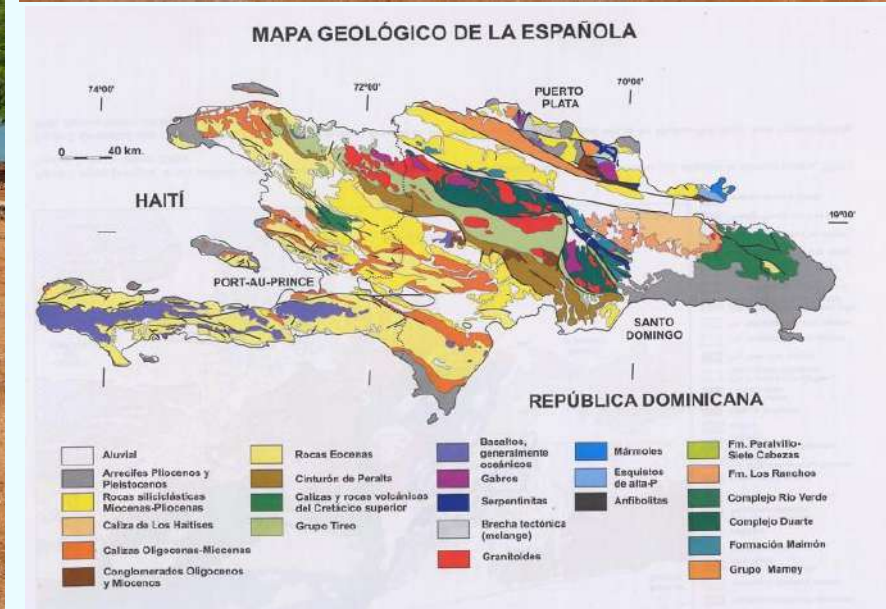 MAPA GEOLÓGICO DE LA ESPAÑOLA
74°00'
72°00'
70°00'
PUERTO
PLATA
0 40 km.
HAITÍ
19°00'
PORT-AU-PRINCE
SANTO
DOMINGO
REPÚBLICA DOMINICANA
Aluvial
Arrecifes Pliocenos y
Pleistocenos
Rocas siliciclásticas
Miocenas-Pliocenas
Caliza de Los Haitises
Calizas Oligocenas-Miocenas
Conglomerados Oligocenos
y Miocenos
Rocas Eocenas
Cinturón de Peralta
Calizas y rocas volcánicas
del Cretácico superior
Grupo Tireo
Basaltos,
generalmente
oceánicos
Gabros
Serpentinitas
Brecha tectónica
(melange)
Granitoides
Mármoles
Esquistos
de alta-P
Anfibolitas
Fm. Peralvillo-
Siete Cabezas
Fm. Los Ranchos
Complejo Río Verde
Complejo Duarte
Formación Maimón
Grupo Mamey